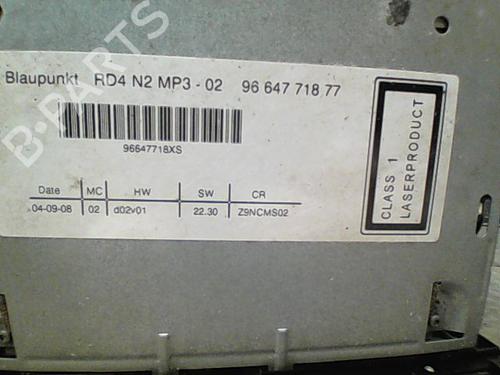 Blaupunkt RD4 N2 MP3 - 02 96 647 718 77
96647718XS
Date MC HW SW CR
04-09-08 02 d02v01 22.30 Z9NCMS02
CLASS 1
LASERPRODUCT
B-PARTS